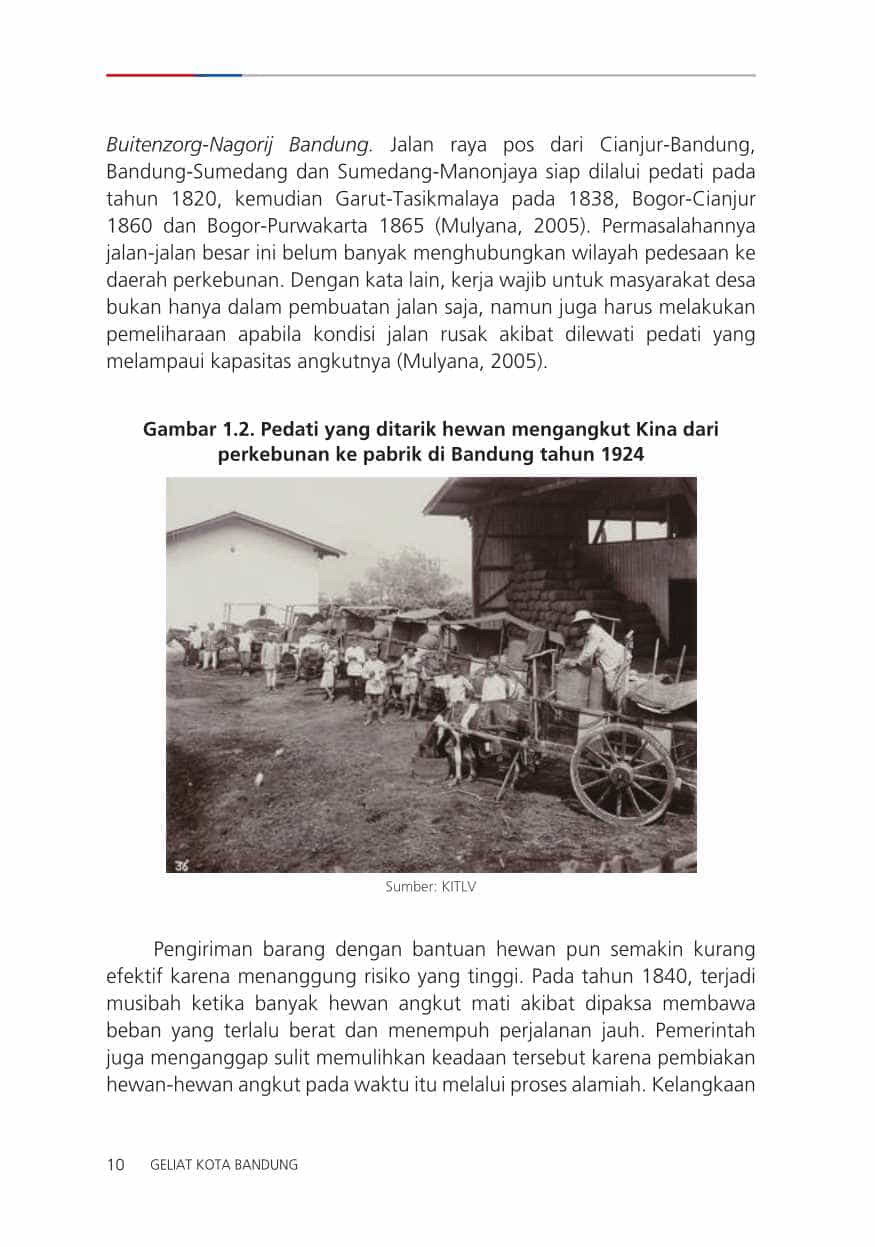 Buitenzorg-Nagorij Bandung. Jalan raya pos dari Cianjur-Bandung,
Bandung-Sumedang dan Sumedang-Manonjaya siap dilalui pedati pada
tahun 1820, kemudian Garut-Tasikmalaya pada 1838, Bogor-Cianjur
1860 dan Bogor-Purwakarta 1865 (Mulyana, 2005). Permasalahannya
jalan-jalan besar ini belum banyak menghubungkan wilayah pedesaan ke
daerah perkebunan. Dengan kata lain, kerja wajib untuk masyarakat desa
bukan hanya dalam pembuatan jalan saja, namun juga harus melakukan
pemeliharaan apabila kondisi jalan rusak akibat dilewati pedati yang
melampaui kapasitas angkutnya (Mulyana, 2005).
Gambar 1.2. Pedati yang ditarik hewan mengangkut Kina dari
perkebunan ke pabrik di Bandung tahun 1924
36
Sumber: KITLV
Pengiriman barang dengan bantuan hewan pun semakin kurang
efektif karena menanggung risiko yang tinggi. Pada tahun 1840, terjadi
musibah ketika banyak hewan angkut mati akibat dipaksa membawa
beban yang terlalu berat dan menempuh perjalanan jauh. Pemerintah
juga menganggap sulit memulihkan keadaan tersebut karena pembiakan
hewan-hewan angkut pada waktu itu melalui proses alamiah. Kelangkaan
10 GELIAT KOTA BANDUNG